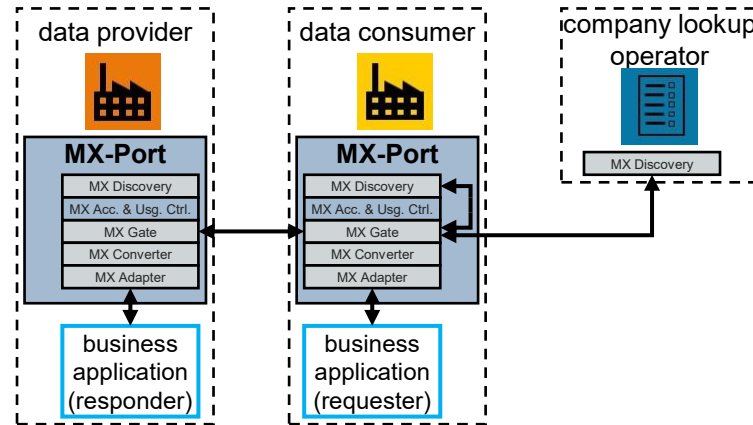 data provider
MX-Port
MX Discovery
MX Acc. & Usg. Ctrl.
MX Gate
MX Converter
MX Adapter
business
application
(responder)
data consumer
MX-Port
MX Discovery
MX Acc. & Usg. Ctrl.
MX Gate
MX Converter
MX Adapter
business
application
(requester)
company lookup
operator
MX Discovery